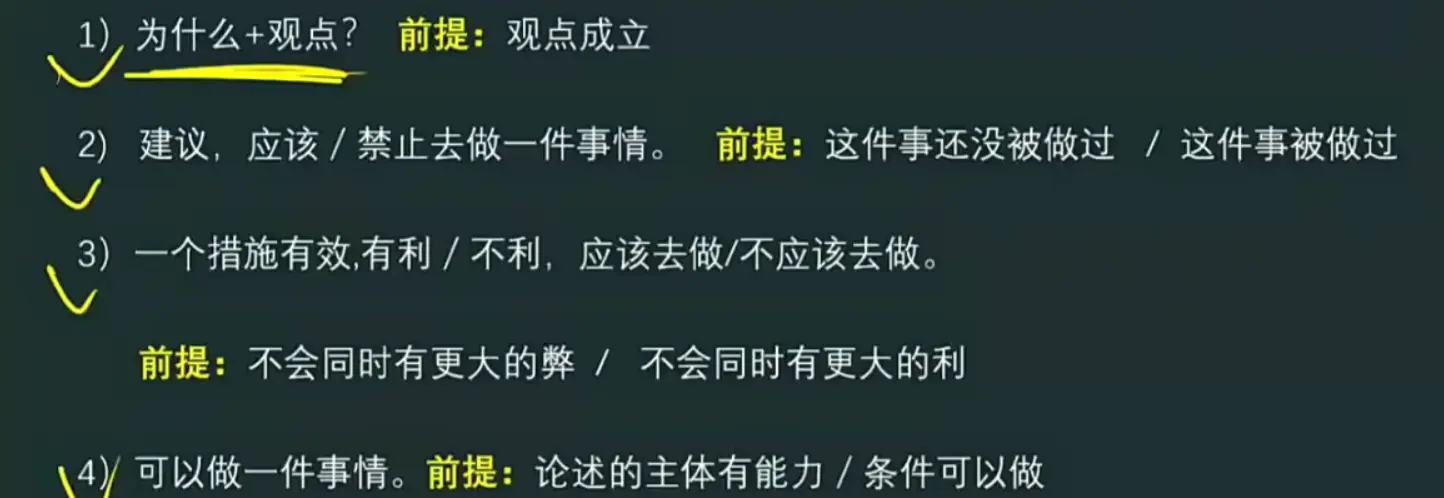 1) 为什么+观点? 前提：观点成立
2) 建议，应该 / 禁止去做一件事情。 前提：这件事还没被做过 / 这件事被做过
3) 一个措施有效,有利 / 不利，应该去做/不应该去做。
前提：不会同时有更大的弊 / 不会同时有更大的利
4) 可以做一件事情。前提：论述的主体有能力 / 条件可以做